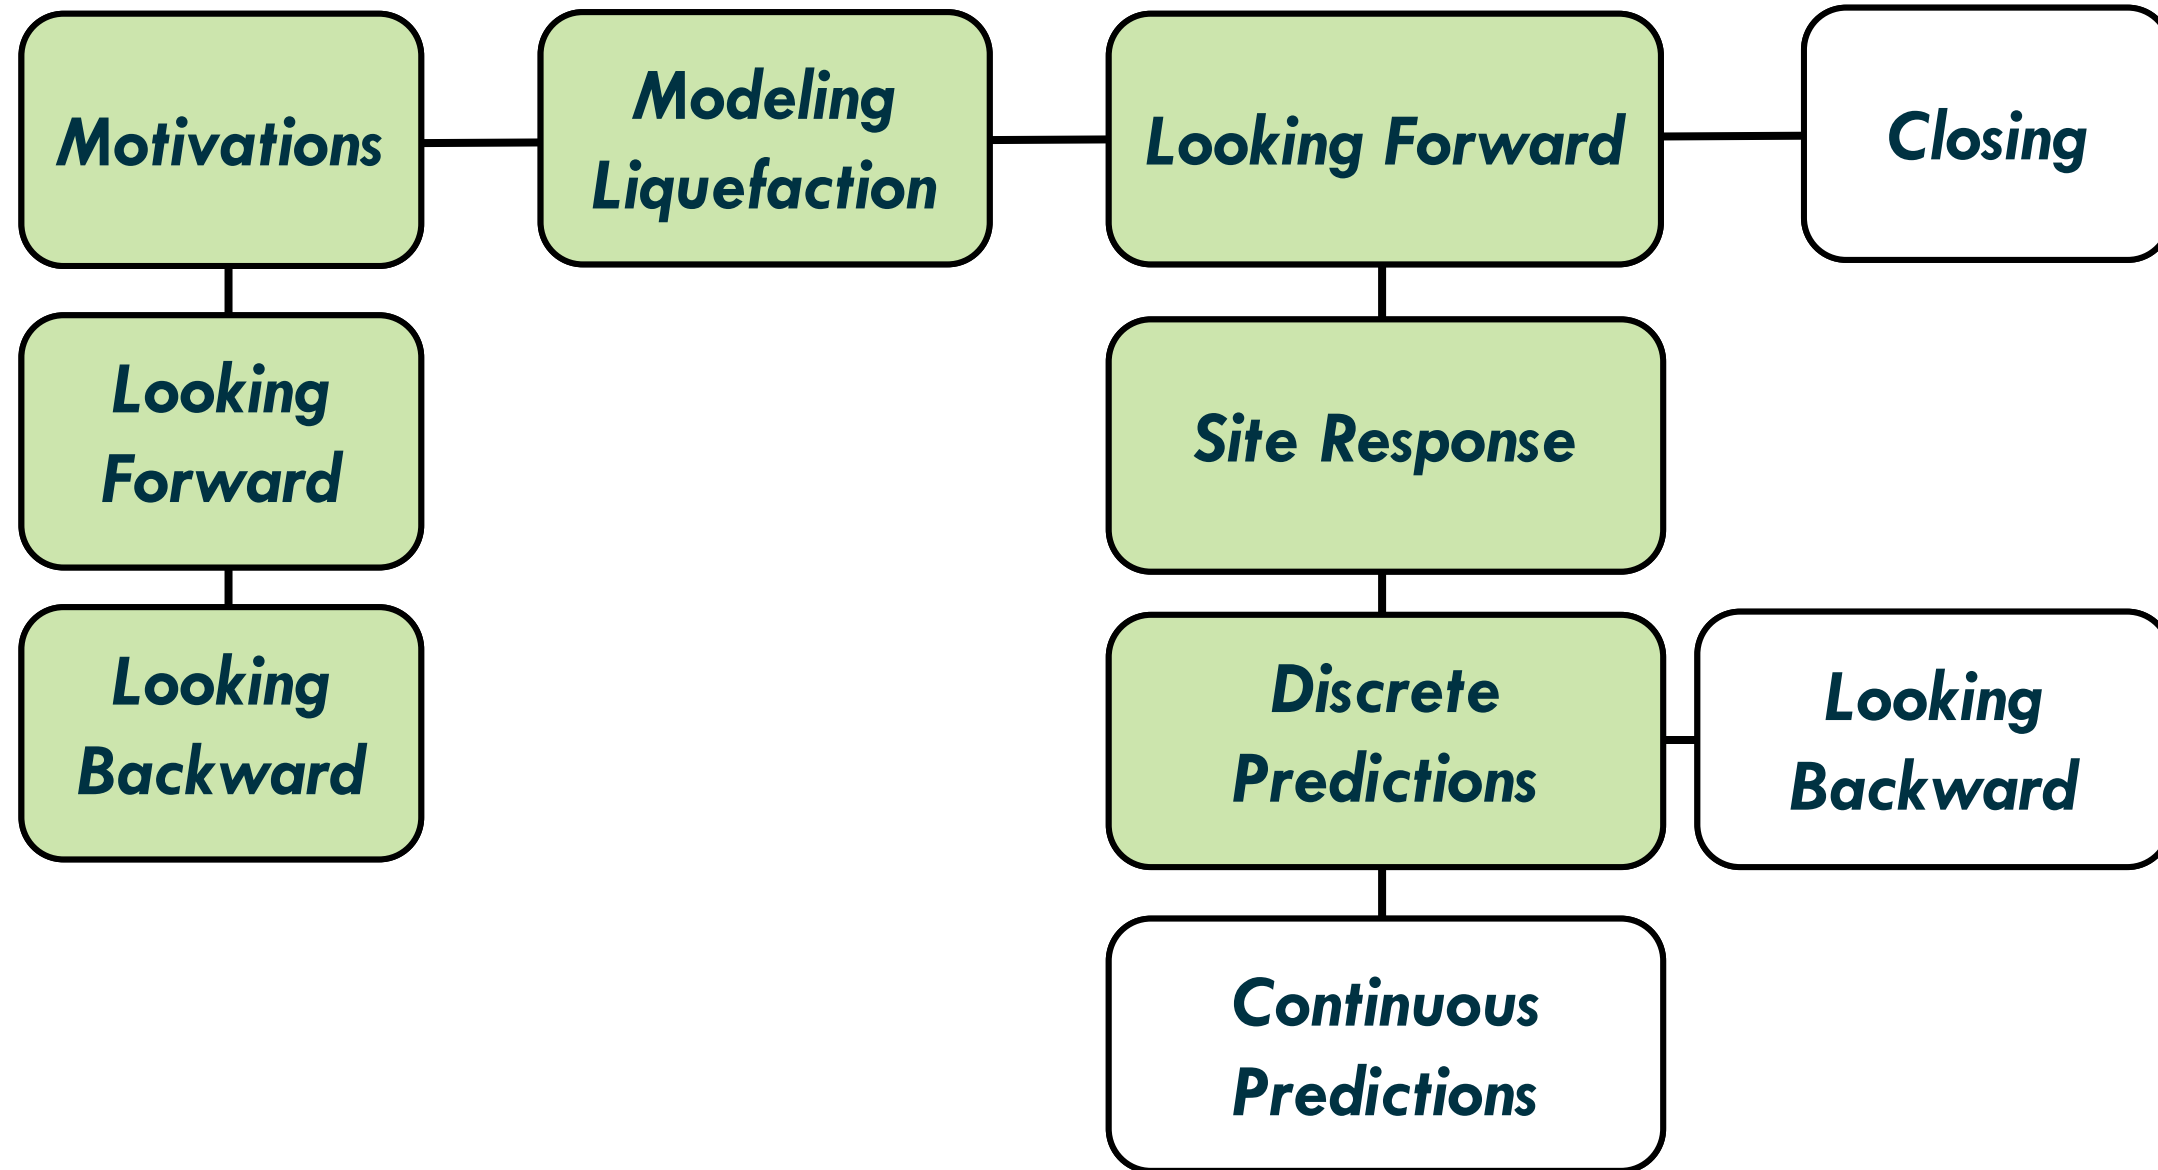 Motivations
Modeling
Liquefaction
Looking Forward
Closing
Looking
Forward
Site Response
Looking
Backward
Discrete
Predictions
Looking
Backward
Continuous
Predictions